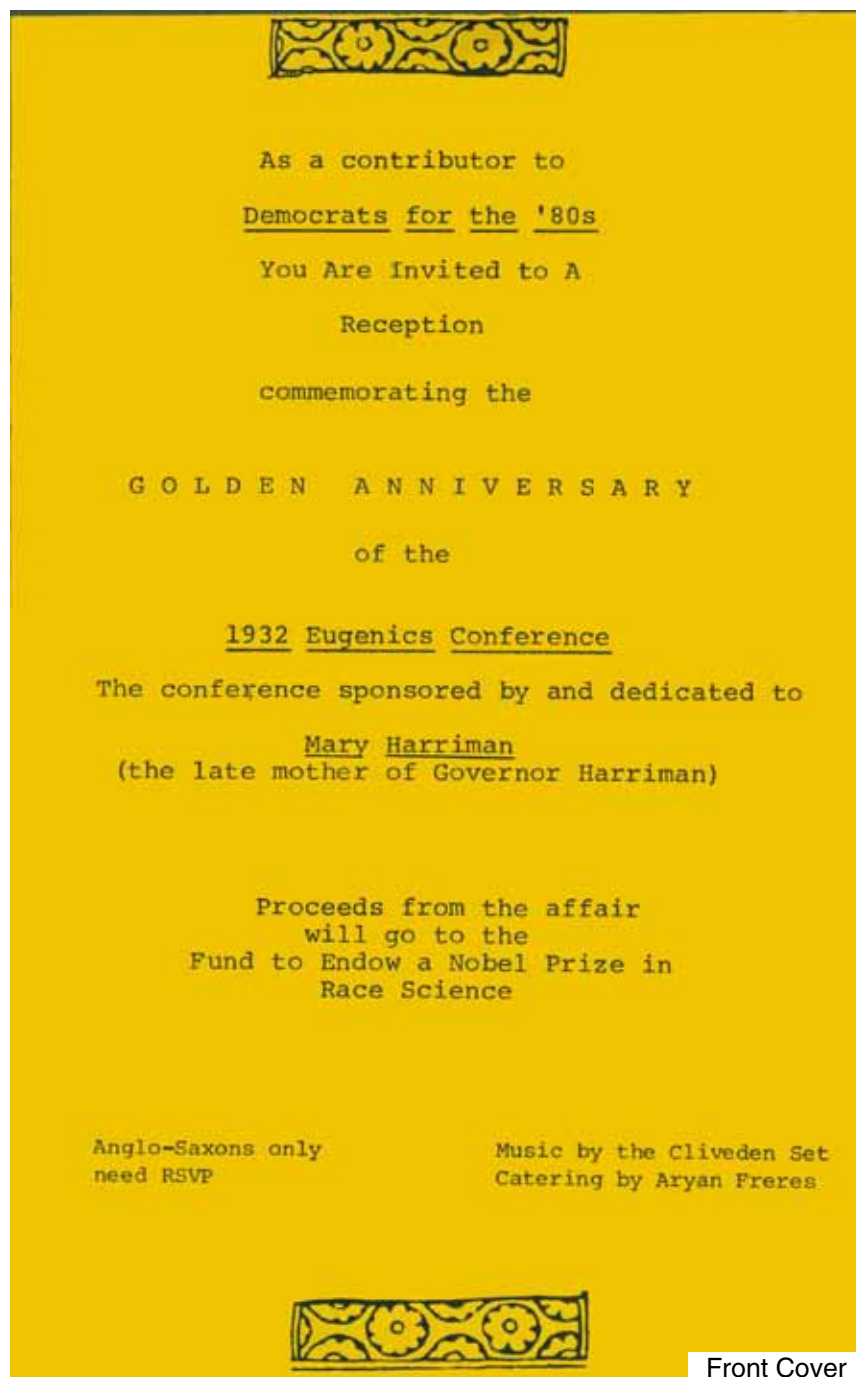 As a contributor to
Democrats for the '80s
You Are Invited to A
Reception
commemorating the
GOLDEN ANNIVERSARY
of the
1932 Eugenics Conference
The conference sponsored by and dedicated to
Mary Harriman
(the late mother of Governor Harriman)
Proceeds from the affair
will go to the
Fund to Endow a Nobel Prize in
Race Science
Anglo-Saxons only
need RSVP
Music by the Cliveden Set
Catering by Aryan Freres
Front Cover